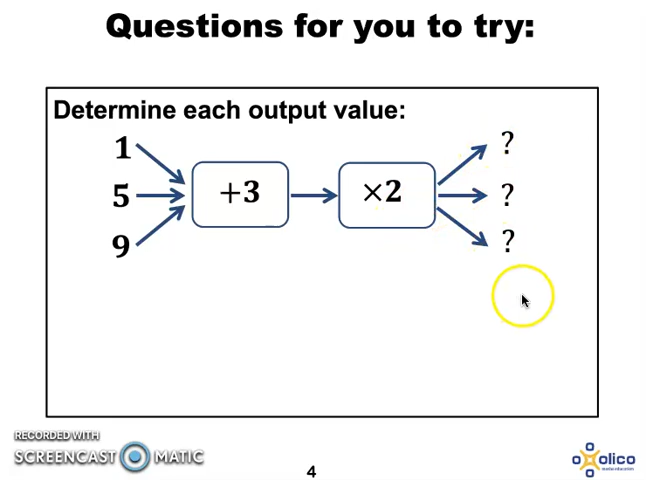 Questions for you to try:
Determine each output value:
1
5
9
+3
×2
?
?
?
RECORDED WITH
SCREENCAST MATIC
4
olico